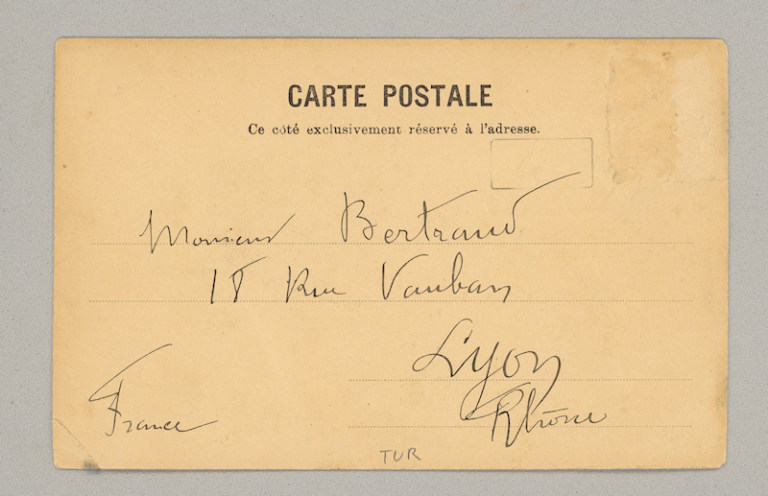 CARTE POSTALE
Ce côté exclusivement réservé à l'adresse.
Monsieur Bertrand
18 Rue Vauban
Lyon
Rhône
France
TUR